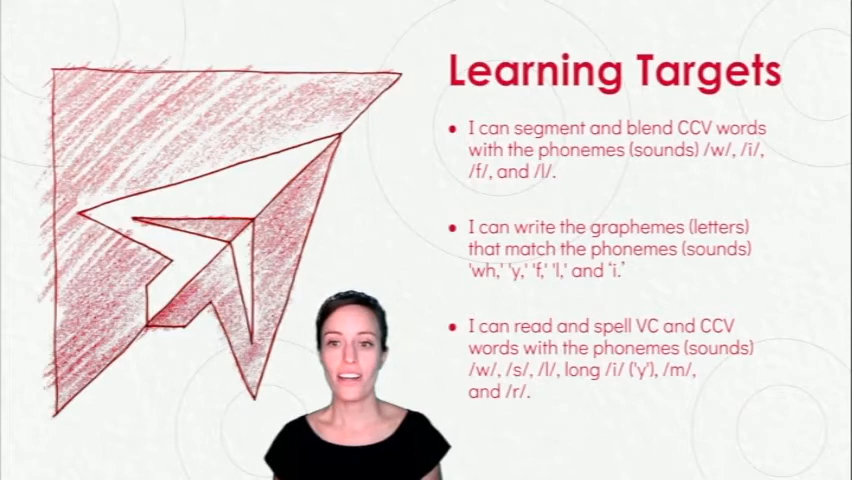 Learning Targets
• I can segment and blend CCV words
with the phonemes (sounds) /w/, /i/,
/f/, and /l/.
• I can write the graphemes (letters)
that match the phonemes (sounds)
'wh,' 'y,' 'f,' 'l,' and ‘i.’
• I can read and spell VC and CCV
words with the phonemes (sounds)
/w/, /s/, /l/, long /i/ ('y'), /m/,
and /r/.